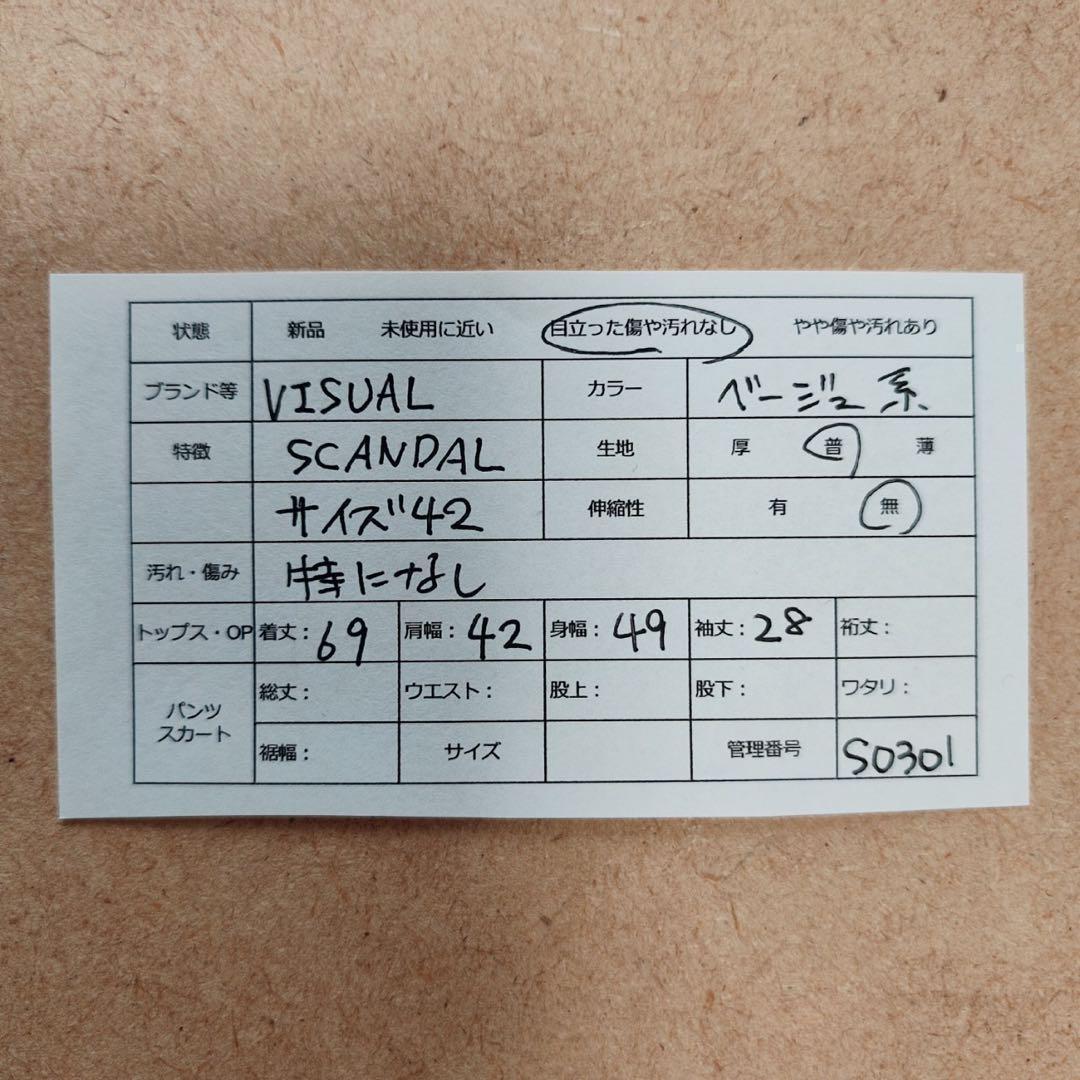 状態 新品 未使用に近い 目立った傷や汚れなし やや傷や汚れあり
ブランド等 VISUAL カラー ベージュ系
特徴 SCANDAL 生地 厚 普 薄
サイズ42 伸縮性 有 無
汚れ・傷み 特になし
トップス・OP 着丈：69 肩幅：42 身幅：49 袖丈：28 裄丈：
パンツ
スカート
総丈： ウエスト： 股上： 股下： ワタリ：
裾幅： サイズ 管理番号 S0301